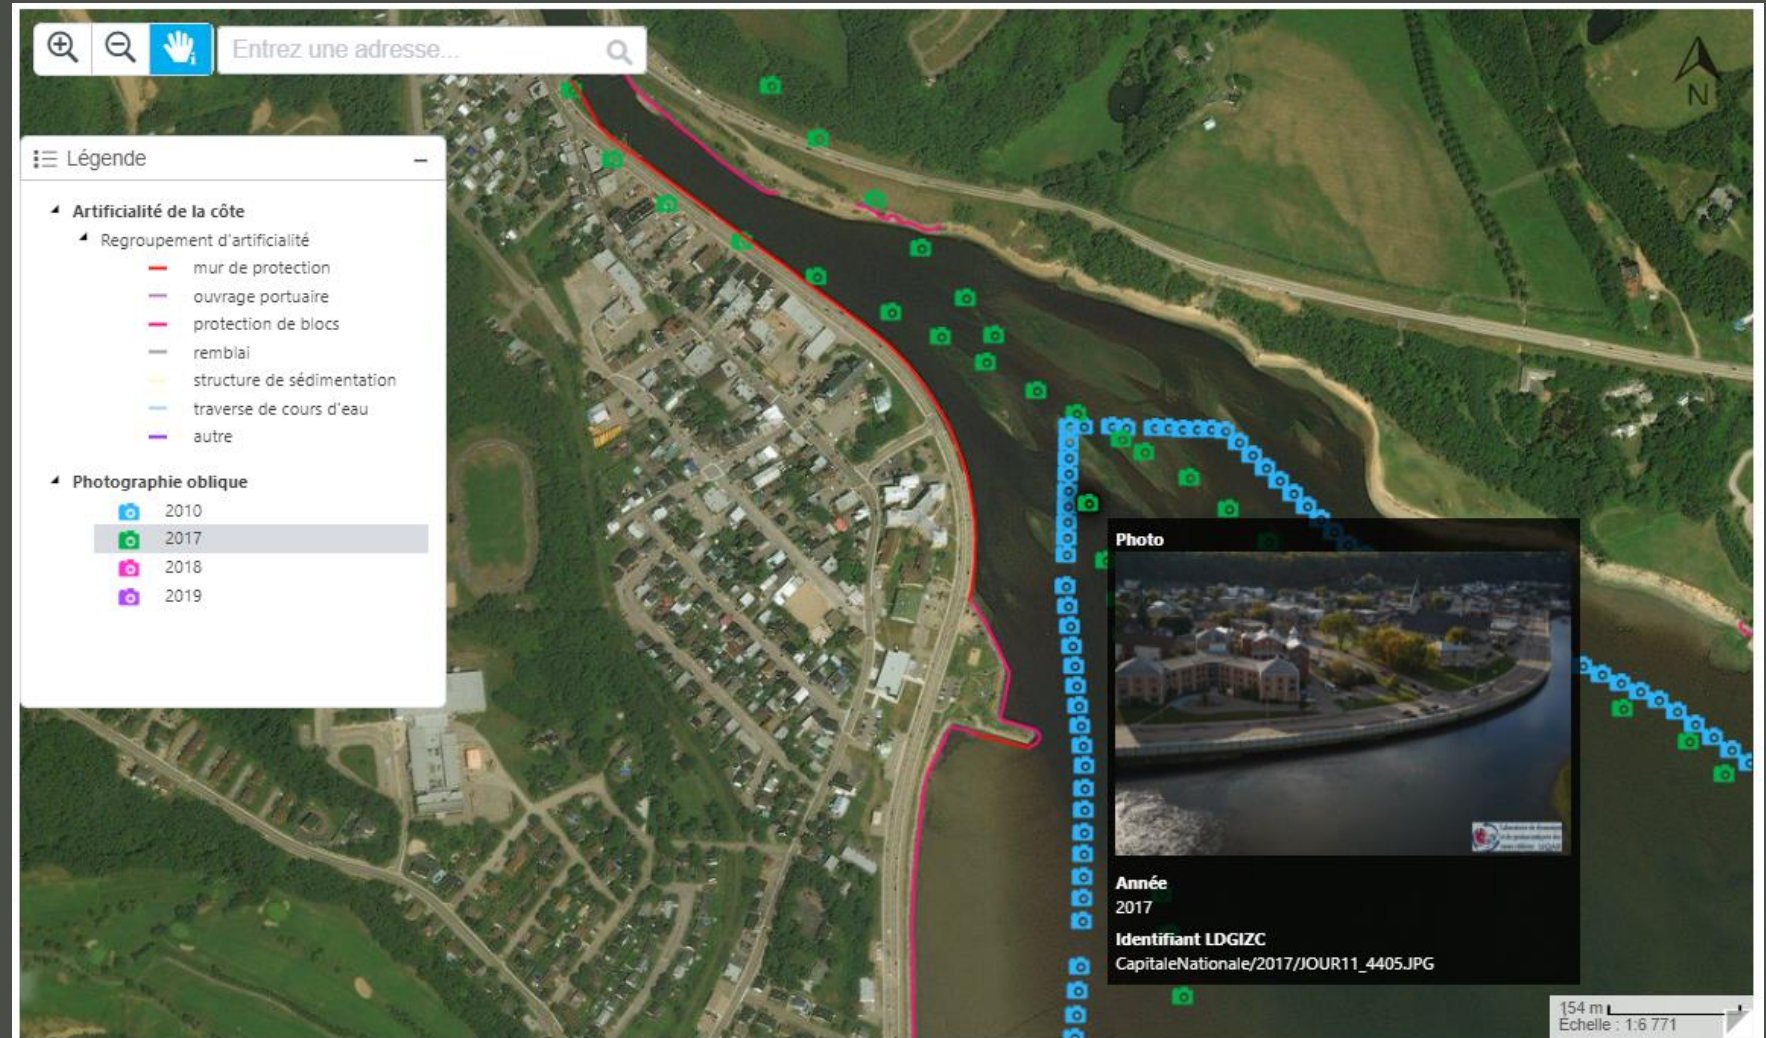 Entrez une adresse...
N
Légende
Artificialité de la côte
Regroupement d'artificialité
mur de protection
ouvrage portuaire
protection de blocs
remblai
structure de sédimentation
traverse de cours d'eau
autre
Photographie oblique
2010
2017
2018
2019
Photo
Année
2017
Identifiant LDGIZC
CapitaleNationale/2017/JOUR11_4405.JPG
154 m
Échelle : 1:6 771